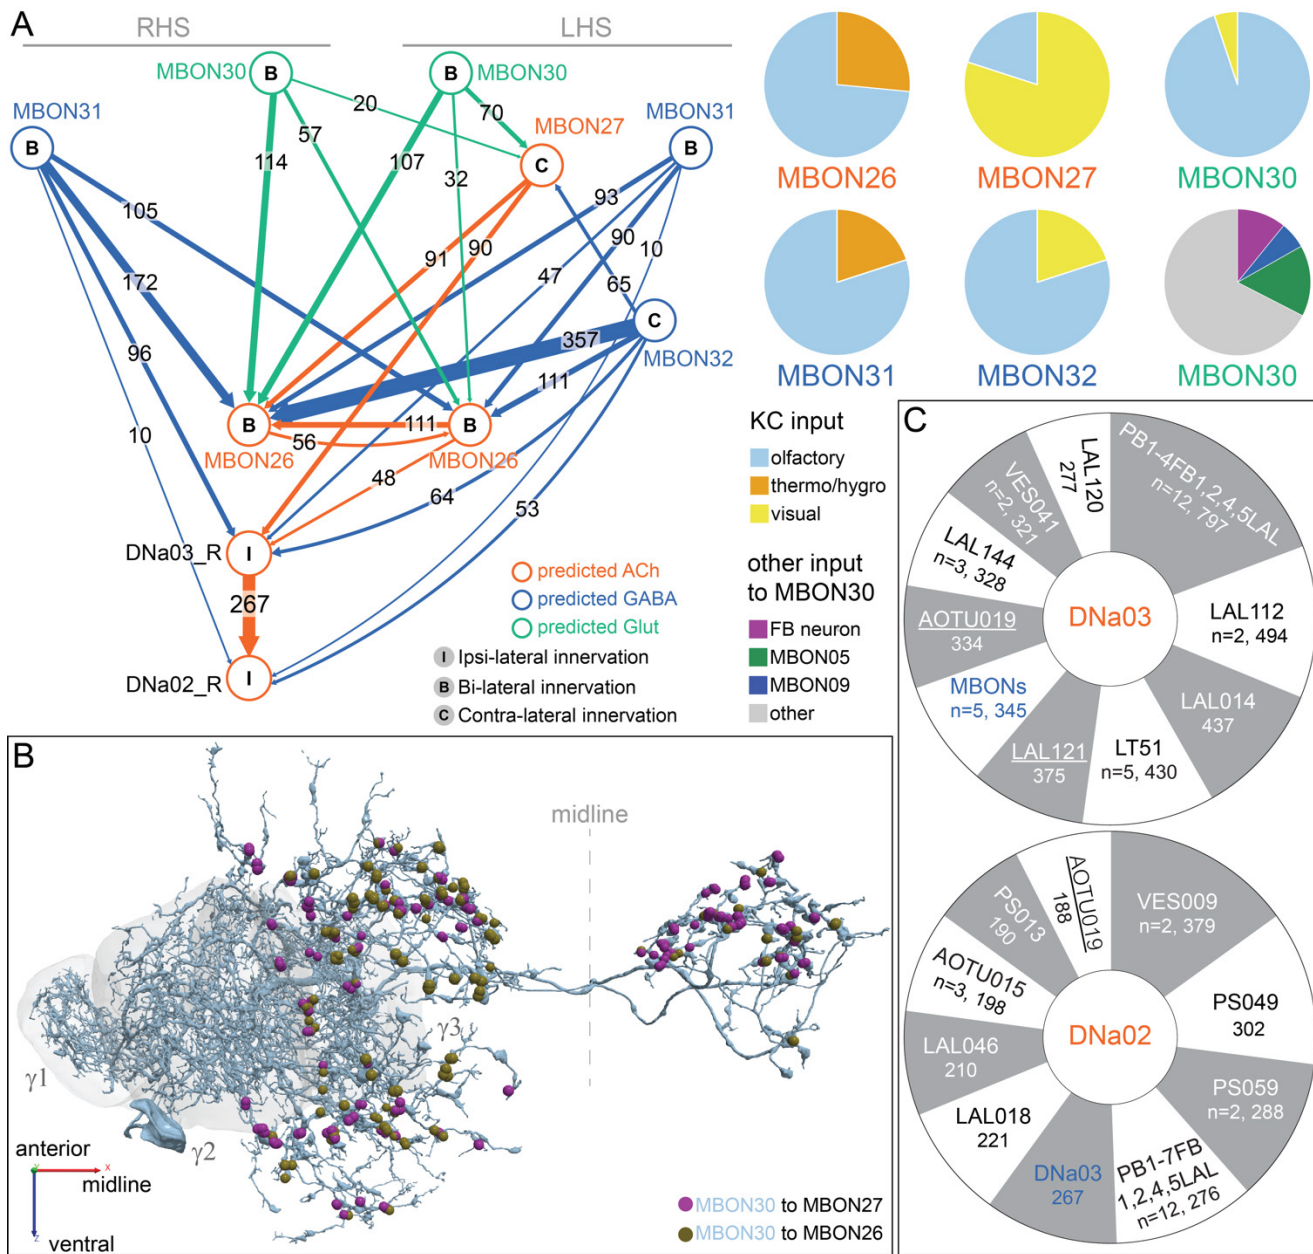 A
RHS
LHS
B
MBON30
B
MBON30
MBON31
B
20
70
MBON27
C
MBON31
B
57
114
107
32
105
93
90
91
90
10
47
172
65
C
MBON32
357
96
111
B
MBON26
111
56
B
MBON26
10
48
64
53
DNa03_R
I
267
DNa02_R
I
predicted ACh
predicted GABA
predicted Glut
I Ipsi-lateral innervation
B Bi-lateral innervation
C Contra-lateral innervation
MBON26
MBON27
MBON30
MBON31
MBON32
MBON30
KC input
olfactory
thermo/hygro
visual
other input
to MBON30
FB neuron
MBON05
MBON09
other
B
midline
γ1
γ2
γ3
anterior
Y
x
midline
z
ventral
MBON30 to MBON27
MBON30 to MBON26
C
DNa03
PB1-4FB1,2,4,5LAL
n=12, 797
LAL112
n=2, 494
LAL014
437
LT51
n=5, 430
LAL121
375
MBONs
n=5, 345
AOTU019
334
LAL144
n=3, 328
VES041
n=2, 321
LAL120
277
DNa02
VES009
n=2, 379
PS049
302
PS059
n=2, 288
PB1-7FB
1,2,4,5LAL
n=12, 276
DNa03
267
LAL018
221
LAL046
210
AOTU015
n=3, 198
PS013
190
AOTU019
188